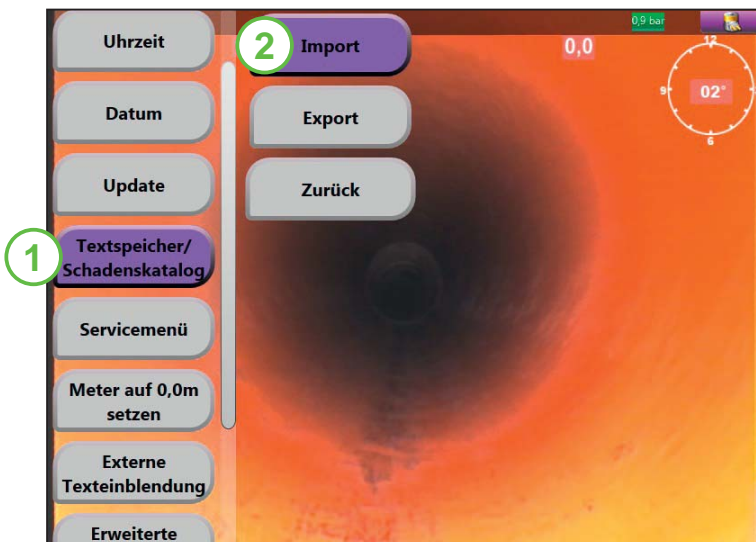 Uhrzeit
Datum
Update
1
Textspeicher/
Schadenskatalog
Servicemenü
Meter auf 0,0m
setzen
Externe
Texteinblendung
Erweiterte
2
Import
Export
Zurück
0,0
0,9 bar
12
9
02°
6